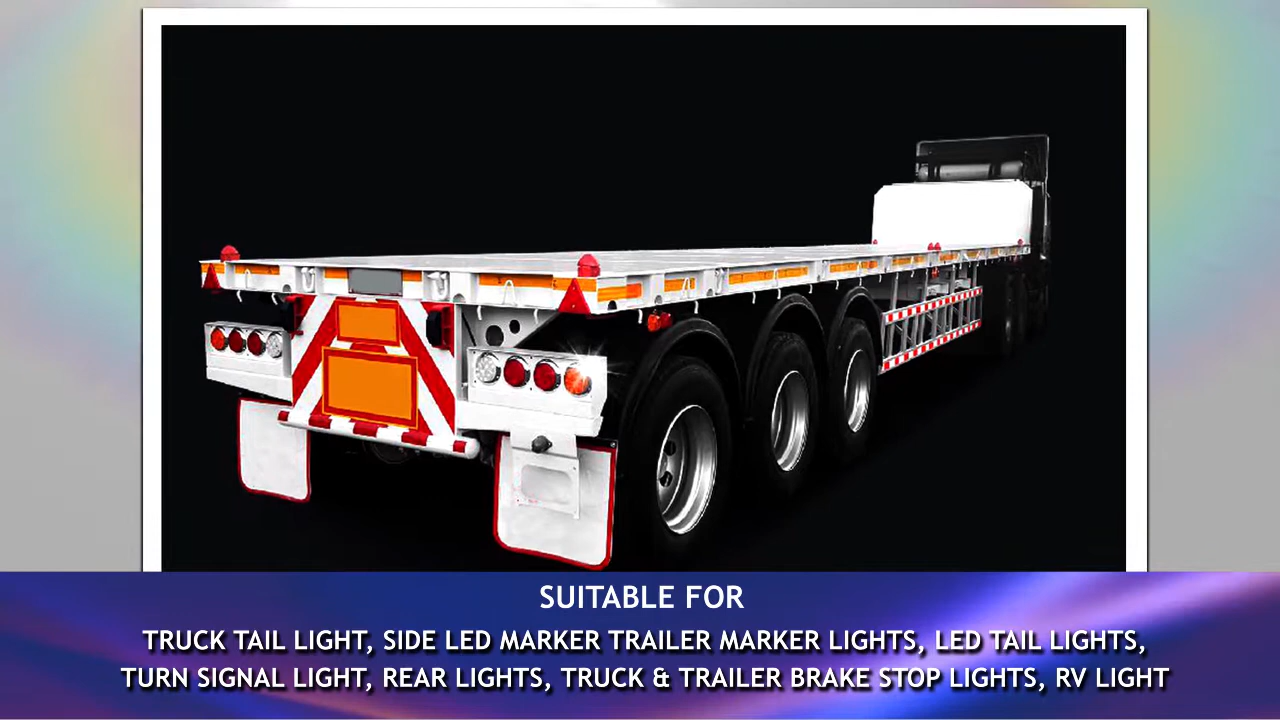 SUITABLE FOR
TRUCK TAIL LIGHT, SIDE LED MARKER TRAILER MARKER LIGHTS, LED TAIL LIGHTS,
TURN SIGNAL LIGHT, REAR LIGHTS, TRUCK & TRAILER BRAKE STOP LIGHTS, RV LIGHT